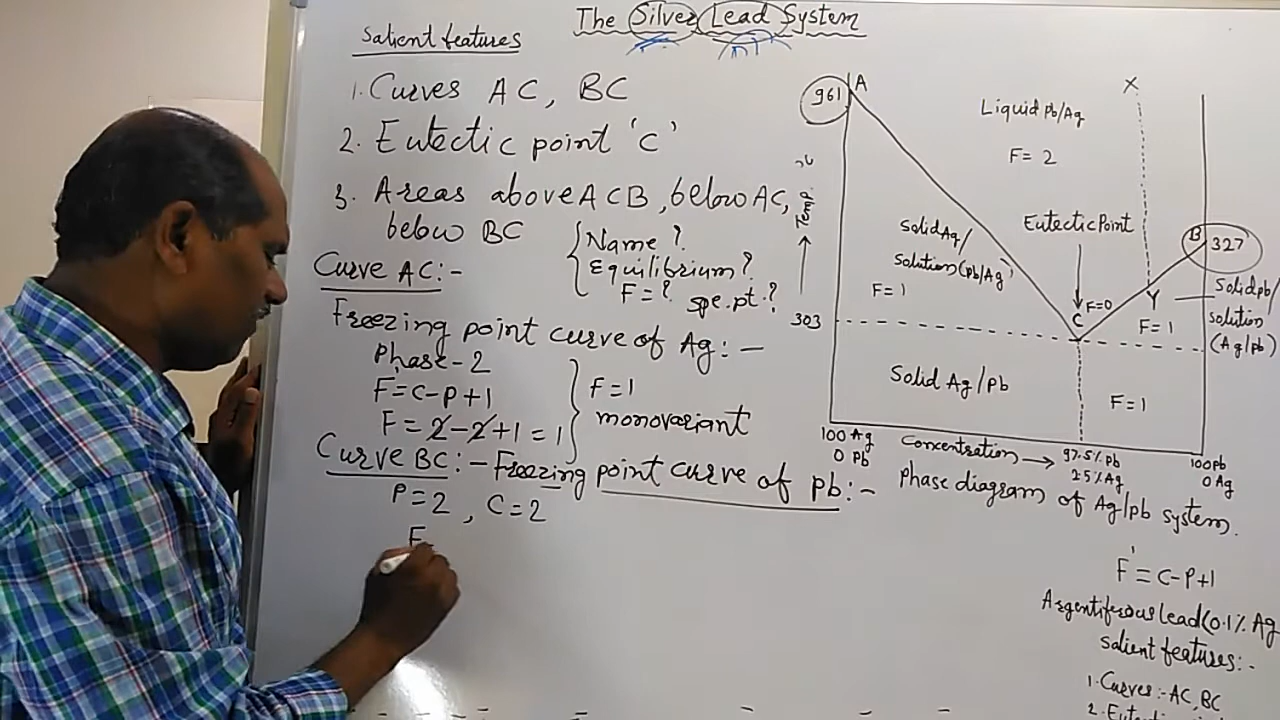 The Silver Lead System
Salient features
1. Curves AC, BC
2. Eutectic point 'C'
3. Areas above ACB, below AC,
below BC
Name ?
Equilibrium ?
F = ? spe. pt. ?
Curve AC :-
Freezing point curve of Ag : —
Phase - 2
F = C - P + 1
F = 2 - 2 + 1 = 1
F = 1
monovariant
Curve BC : - Freezing point curve of pb : -
P = 2 , C = 2
F =
961
A
Liquid Pb/Ag
F = 2
X
Temp. °C
Solid Ag /
Solution (Pb/Ag)
F = 1
Eutectic Point
B
327
303
C
F=0
Y
F = 1
Solid pb/
solution
(Ag/pb)
Solid Ag / Pb
F = 1
100 Ag
0 Pb
Concentration
97.5% Pb
2.5% Ag
100 Pb
0 Ag
phase diagram of Ag/pb system.
F' = C - P + 1
Argentiferous lead (0.1% Ag
Salient features: -
1. Curves :- AC, BC